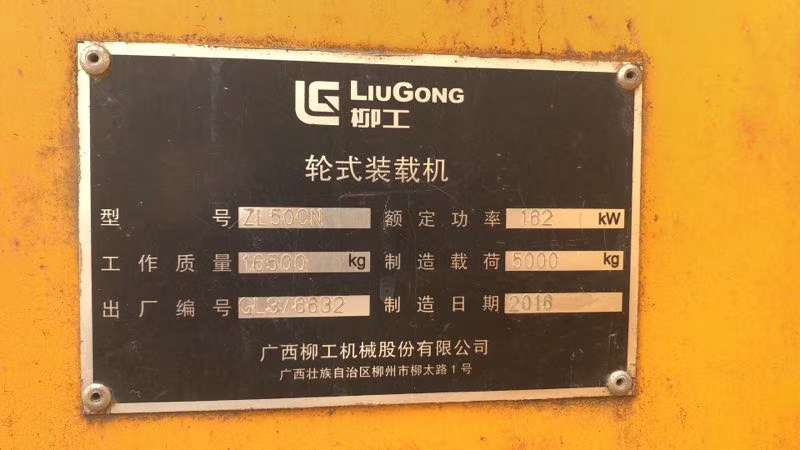 LIUGONG
柳工
轮式装载机
型号 ZL50CN 额定功率 162 kW
工作质量 16500 kg 制造载荷 5000 kg
出厂编号 制造日期 2016
广西柳工机械股份有限公司
广西壮族自治区柳州市柳太路1号